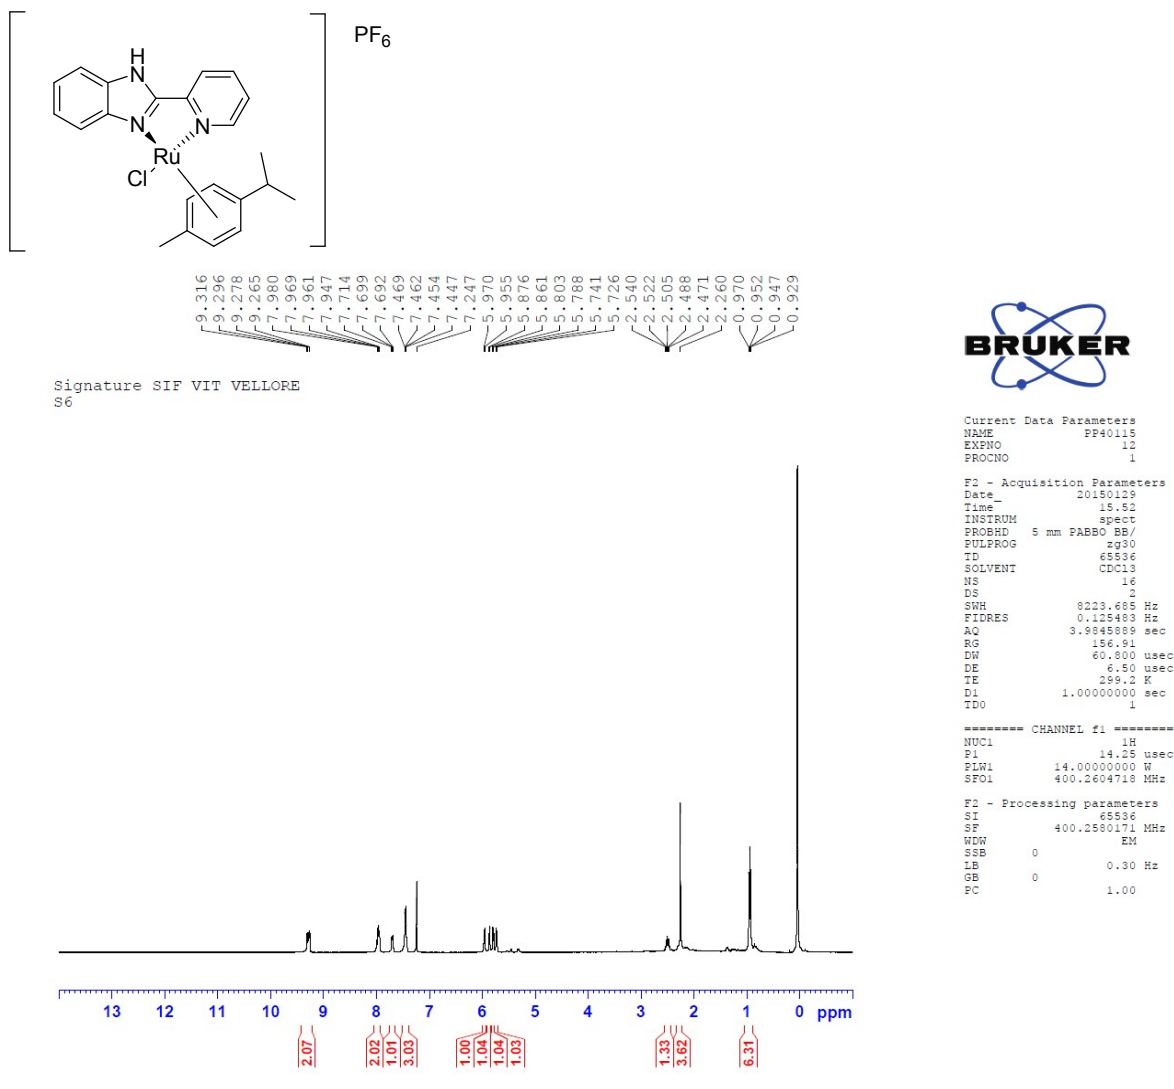 PF6
H
N
N
N
Ru
Cl
9.316
9.296
9.278
9.265
7.980
7.969
7.961
7.947
7.714
7.699
7.692
7.469
7.462
7.454
7.447
7.247
5.970
5.955
5.876
5.861
5.803
5.788
5.741
5.726
2.540
2.522
2.505
2.488
2.471
2.260
0.970
0.952
0.947
0.929
BRUKER
Signature SIF VIT VELLORE
S6
Current Data Parameters
NAME PP40115
EXPNO 12
PROCNO 1
F2 - Acquisition Parameters
Date_ 20150129
Time 15.52
INSTRUM spect
PROBHD 5 mm PABBO BB/
PULPROG zg30
TD 65536
SOLVENT CDCl3
NS 16
DS 2
SWH 8223.685 Hz
FIDRES 0.125483 Hz
AQ 3.9845889 sec
RG 156.91
DW 60.800 usec
DE 6.50 usec
TE 299.2 K
D1 1.00000000 sec
TD0 1
======== CHANNEL f1 ========
NUC1 1H
P1 14.25 usec
PLW1 14.00000000 W
SFO1 400.2604718 MHz
F2 - Processing parameters
SI 65536
SF 400.2580171 MHz
WDW EM
SSB 0
LB 0.30 Hz
GB 0
PC 1.00
13 12 11 10 9 8 7 6 5 4 3 2 1 0 ppm
2.07
2.02
1.01
3.03
1.00
1.04
1.04
1.03
1.33
3.62
6.31